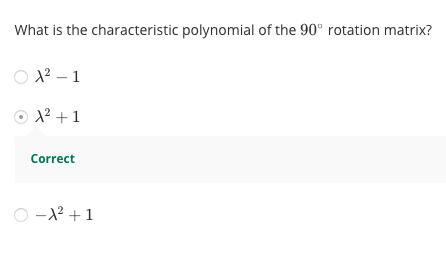 What is the characteristic polynomial of the 90° rotation matrix?
λ² − 1
λ² + 1
Correct
−λ² + 1